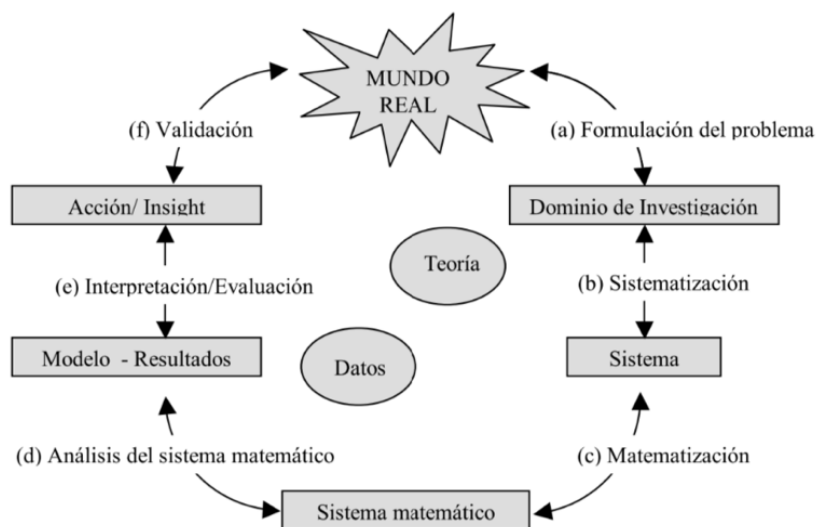 MUNDO
REAL
(f) Validación
(a) Formulación del problema
Acción/ Insight
Dominio de Investigación
Teoría
(e) Interpretación/Evaluación
(b) Sistematización
Modelo - Resultados
Datos
Sistema
(d) Análisis del sistema matemático
(c) Matematización
Sistema matemático